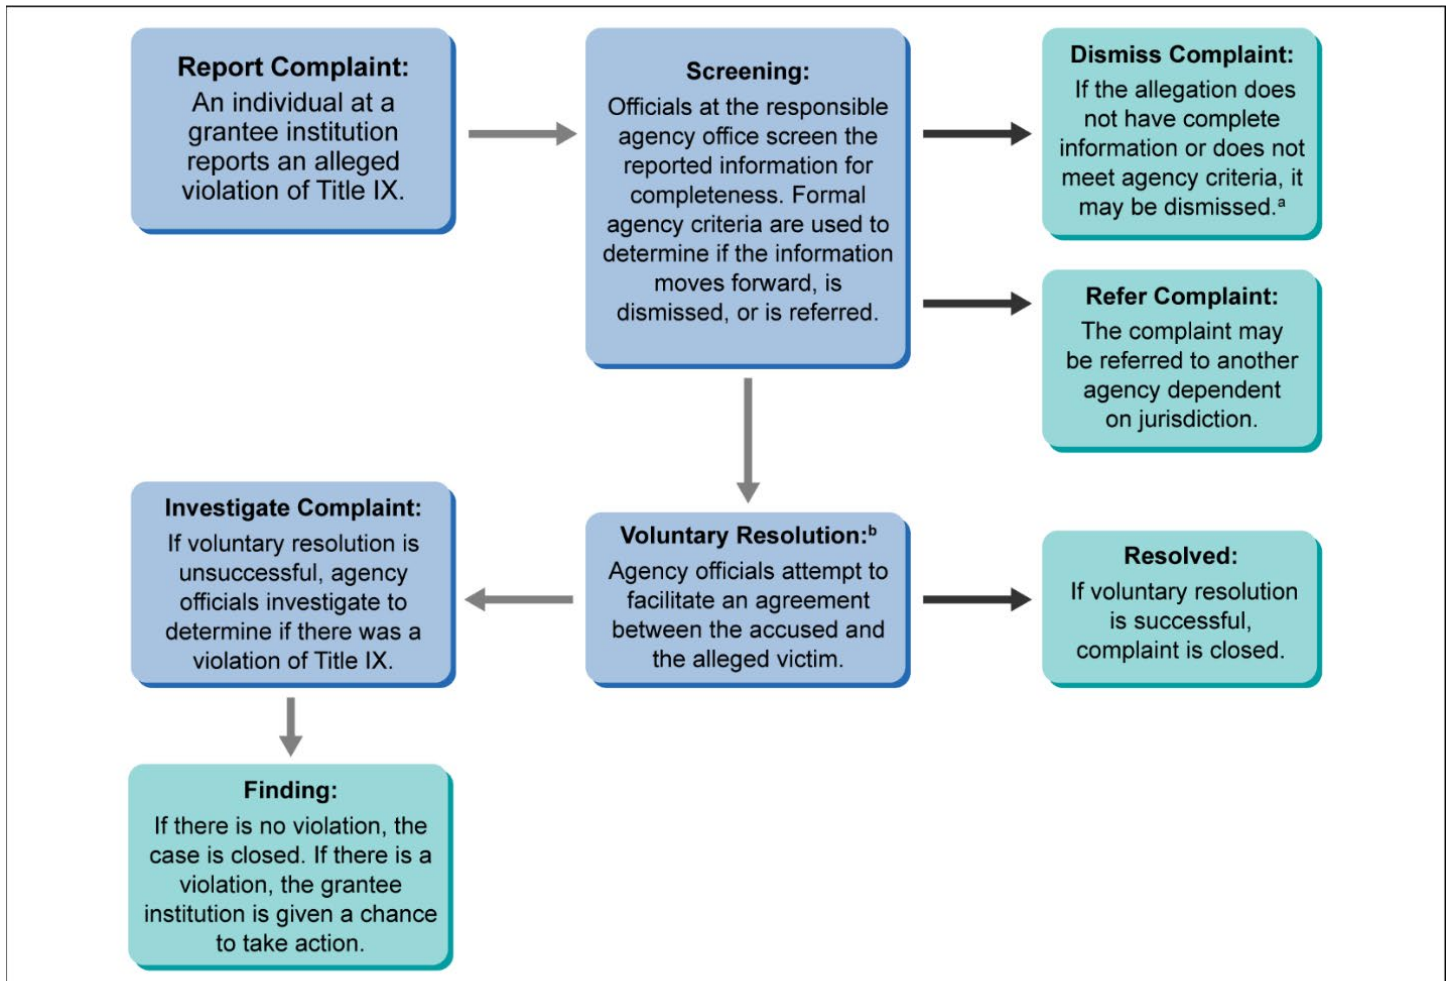 Report Complaint:
An individual at a
grantee institution
reports an alleged
violation of Title IX.
Screening:
Officials at the responsible
agency office screen the
reported information for
completeness. Formal
agency criteria are used to
determine if the information
moves forward, is
dismissed, or is referred.
Dismiss Complaint:
If the allegation does
not have complete
information or does not
meet agency criteria, it
may be dismissed.ᵃ
Refer Complaint:
The complaint may
be referred to another
agency dependent
on jurisdiction.
Investigate Complaint:
If voluntary resolution is
unsuccessful, agency
officials investigate to
determine if there was a
violation of Title IX.
Voluntary Resolution:ᵇ
Agency officials attempt to
facilitate an agreement
between the accused and
the alleged victim.
Resolved:
If voluntary resolution
is successful,
complaint is closed.
Finding:
If there is no violation, the
case is closed. If there is a
violation, the grantee
institution is given a chance
to take action.